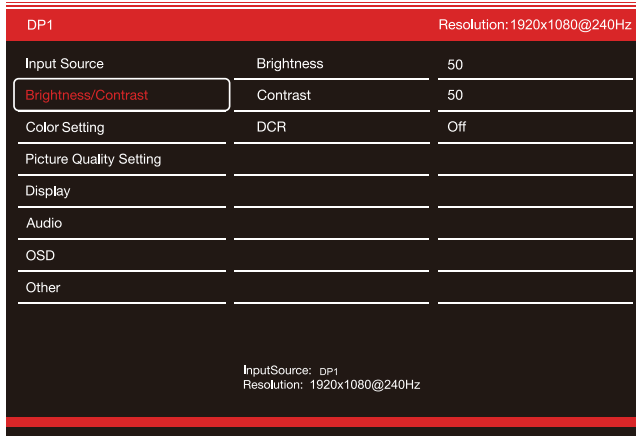 DP1 Resolution:1920x1080@240Hz
Input Source Brightness 50
Brightness/Contrast Contrast 50
Color Setting DCR Off
Picture Quality Setting
Display
Audio
OSD
Other
InputSource: DP1
Resolution: 1920x1080@240Hz